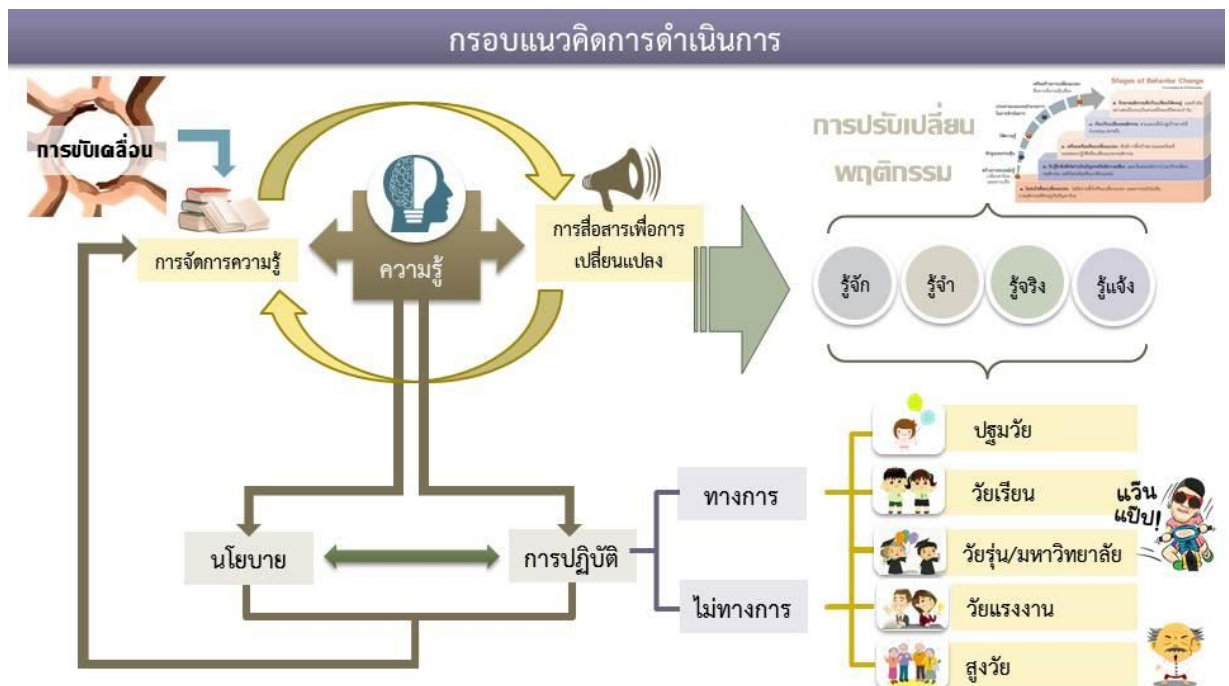 กรอบแนวคิดการดำเนินการ
การขับเคลื่อน
การจัดการความรู้
ความรู้
การสื่อสารเพื่อการ
เปลี่ยนแปลง
การปรับเปลี่ยน
พฤติกรรม
Stages of Behavior Change
รู้จัก
รู้จำ
รู้จริง
รู้แจ้ง
นโยบาย
การปฏิบัติ
ทางการ
ไม่ทางการ
ปฐมวัย
วัยเรียน
วัยรุ่น/มหาวิทยาลัย
วัยแรงงาน
สูงวัย
แว๊น
แป๊ป!